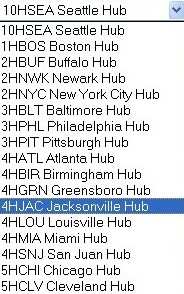 10HSEA Seattle Hub
10HSEA Seattle Hub
1HBOS Boston Hub
2HBUF Buffalo Hub
2HNWK Newark Hub
2HNYC New York City Hub
3HBLT Baltimore Hub
3HPHL Philadelphia Hub
3HPIT Pittsburgh Hub
4HATL Atlanta Hub
4HBIR Birmingham Hub
4HGRN Greensboro Hub
4HJAC Jacksonville Hub
4HLOU Louisville Hub
4HMIA Miami Hub
4HSNJ San Juan Hub
5HCHI Chicago Hub
5HCLV Cleveland Hub